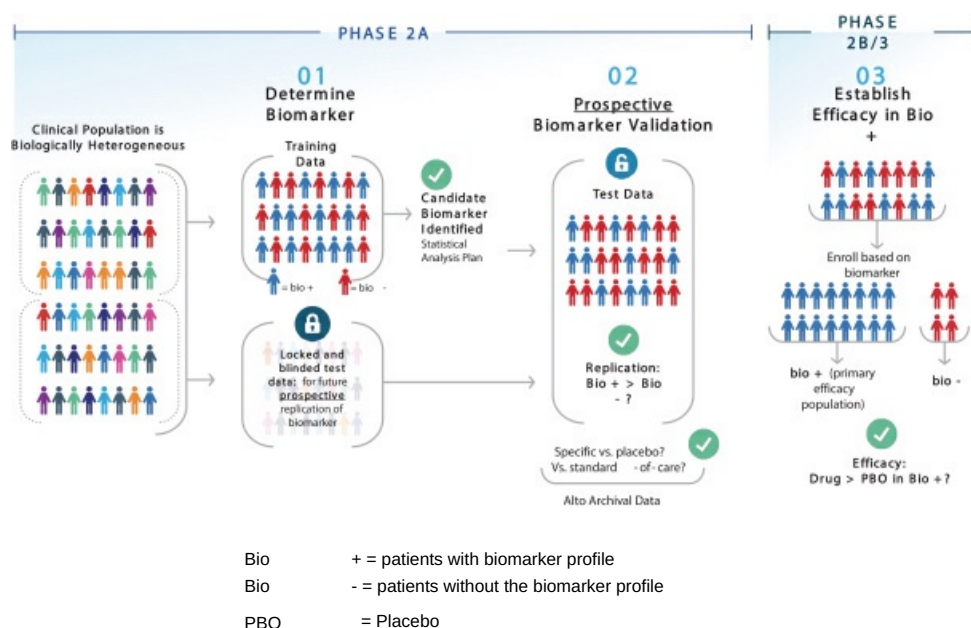 PHASE 2A
PHASE
2B/3
Clinical Population is
Biologically Heterogeneous
01
Determine
Biomarker
Training
Data
= bio +
= bio -
Candidate
Biomarker
Identified
Statistical
Analysis Plan
Locked and
blinded test
data: for future
prospective
replication of
biomarker
02
Prospective
Biomarker Validation
Test Data
Replication:
Bio + > Bio
- ?
Specific vs. placebo?
Vs. standard -of-care?
Alto Archival Data
03
Establish
Efficacy in Bio
+
Enroll based on
biomarker
bio + (primary
efficacy
population)
bio -
Efficacy:
Drug > PBO in Bio +?
Bio + = patients with biomarker profile
Bio - = patients without the biomarker profile
PBO = Placebo